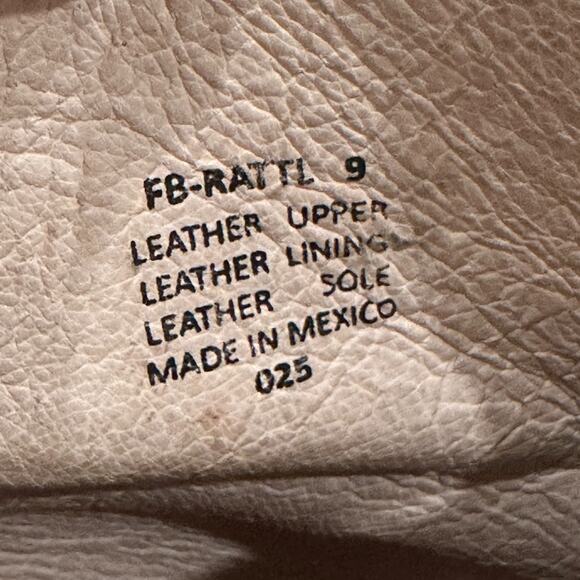 FB-RATTL 9
LEATHER UPPER
LEATHER LINING
LEATHER SOLE
MADE IN MEXICO
025